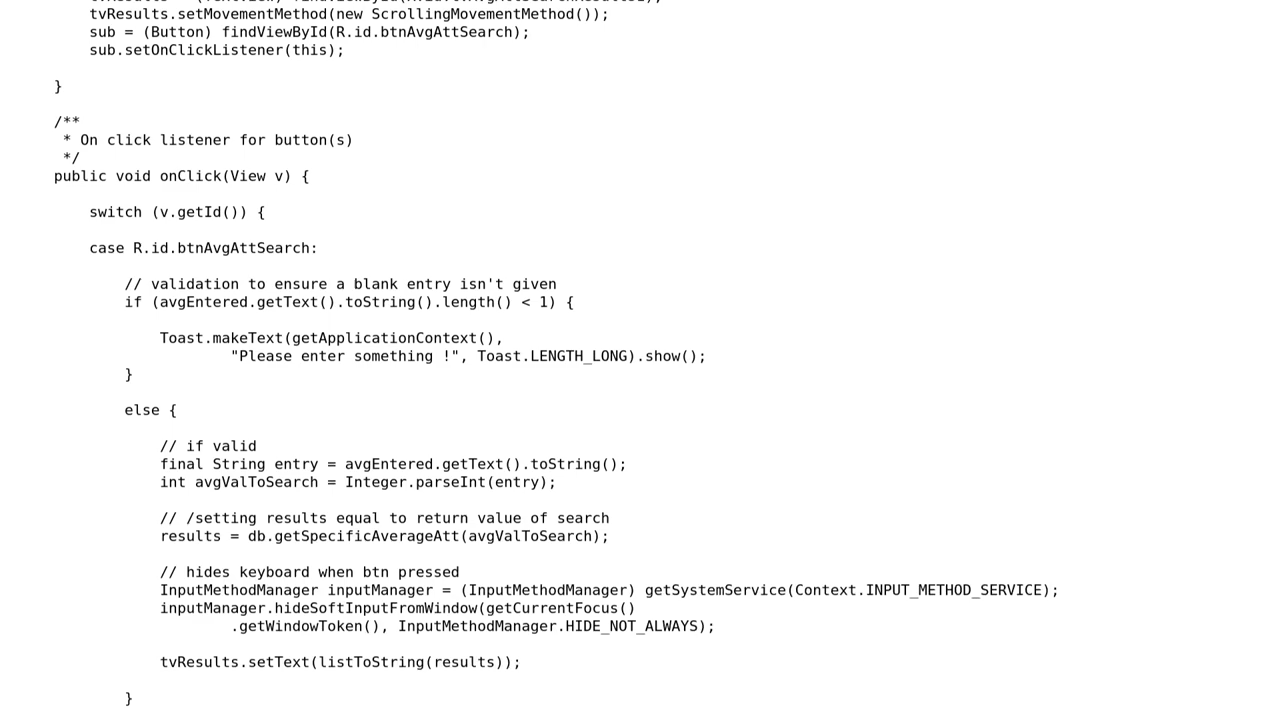 tvResults.setMovementMethod(new ScrollingMovementMethod());
sub = (Button) findViewById(R.id.btnAvgAttSearch);
sub.setOnClickListener(this);
}
/**
* On click listener for button(s)
*/
public void onClick(View v) {
switch (v.getId()) {
case R.id.btnAvgAttSearch:
// validation to ensure a blank entry isn't given
if (avgEntered.getText().toString().length() < 1) {
Toast.makeText(getApplicationContext(),
"Please enter something !", Toast.LENGTH_LONG).show();
}
else {
// if valid
final String entry = avgEntered.getText().toString();
int avgValToSearch = Integer.parseInt(entry);
// /setting results equal to return value of search
results = db.getSpecificAverageAtt(avgValToSearch);
// hides keyboard when btn pressed
InputMethodManager inputManager = (InputMethodManager) getSystemService(Context.INPUT_METHOD_SERVICE);
inputManager.hideSoftInputFromWindow(getCurrentFocus()
.getWindowToken(), InputMethodManager.HIDE_NOT_ALWAYS);
tvResults.setText(listToString(results));
}